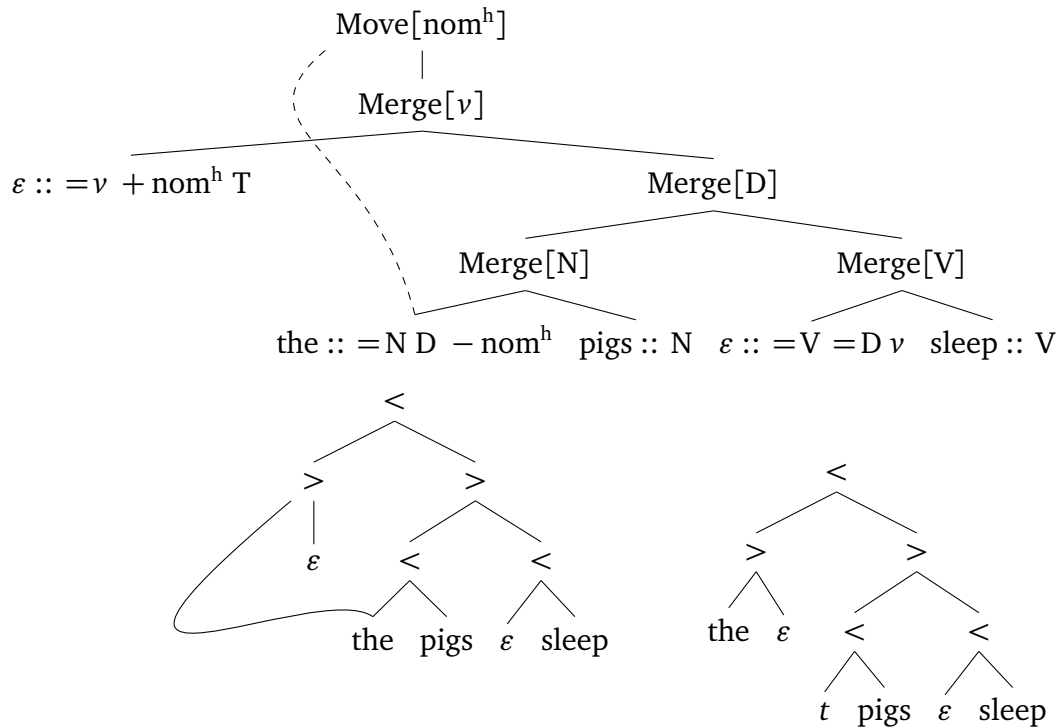 Move[nomʰ]
Merge[v]
ε :: =v +nomʰ T Merge[D]
Merge[N] Merge[V]
the :: =N D −nomʰ pigs :: N ε :: =V =D v sleep :: V
<
> > <
ε < < > >
the pigs ε sleep the ε < <
t pigs ε sleep